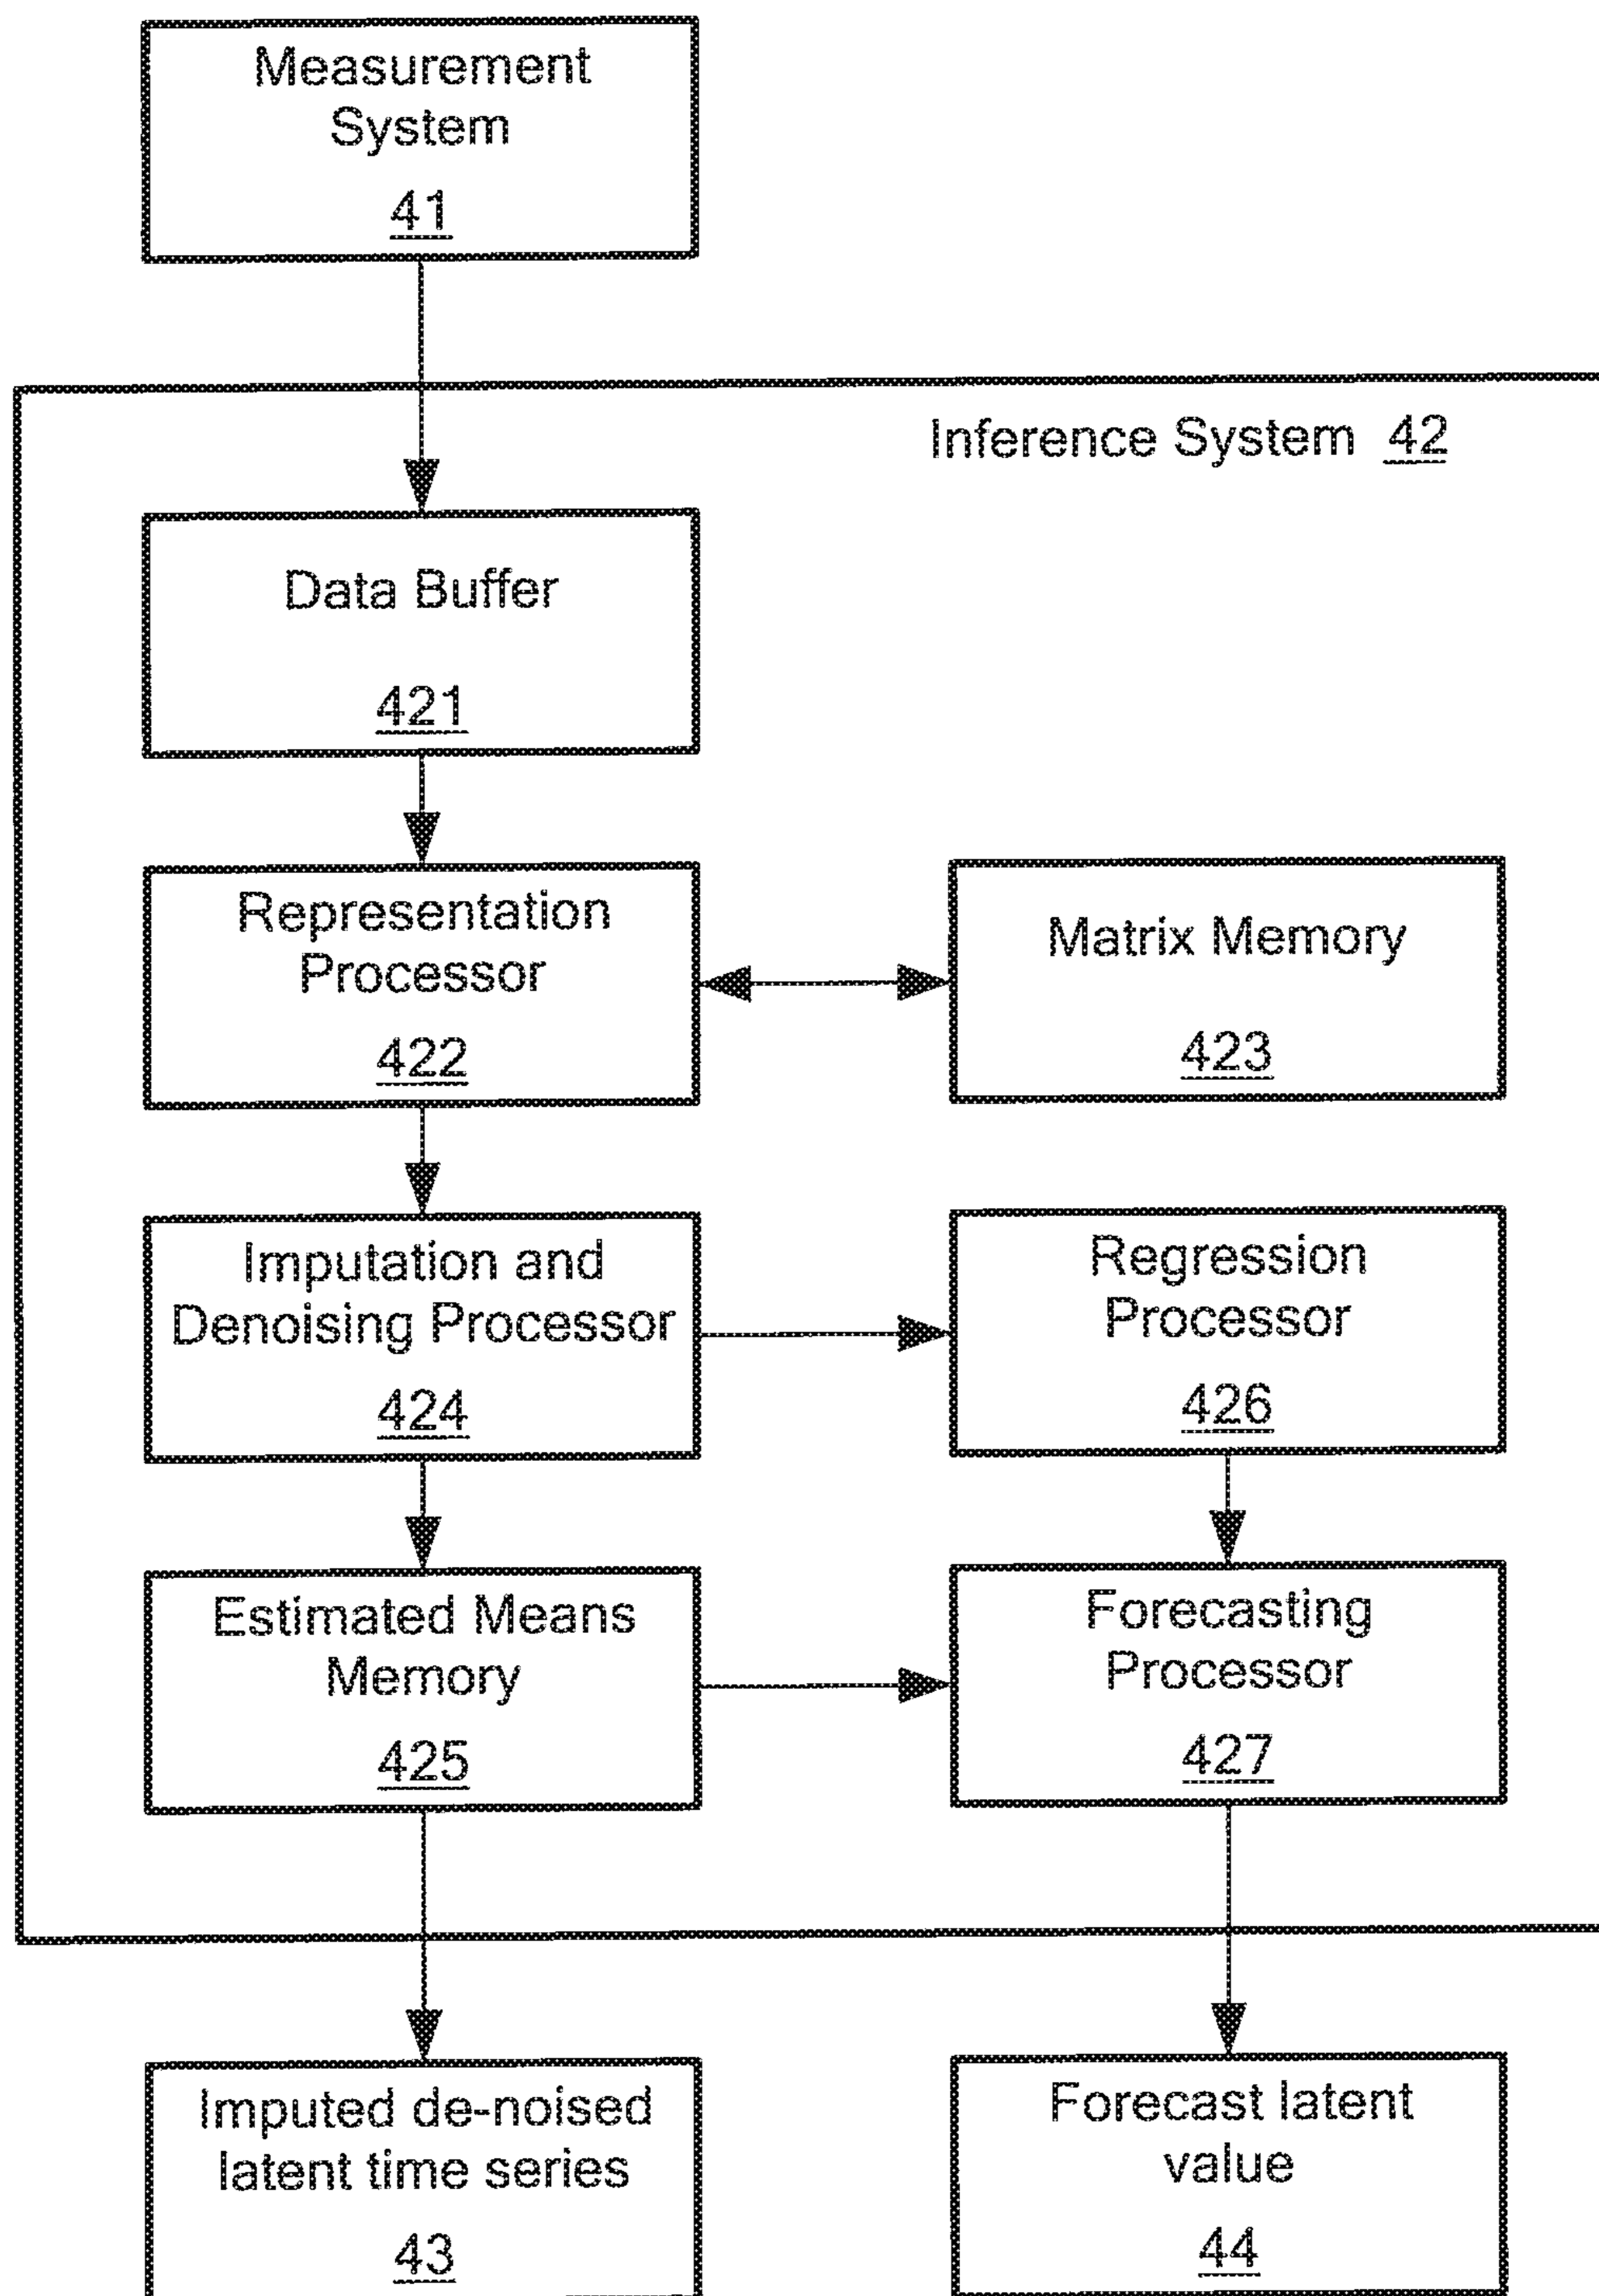 Measurement
System
41
Inference System 42
Data Buffer
421
Representation
Processor
422
Matrix Memory
423
Imputation and
Denoising Processor
424
Regression
Processor
426
Estimated Means
Memory
425
Forecasting
Processor
427
Imputed de-noised
latent time series
43
Forecast latent
value
44